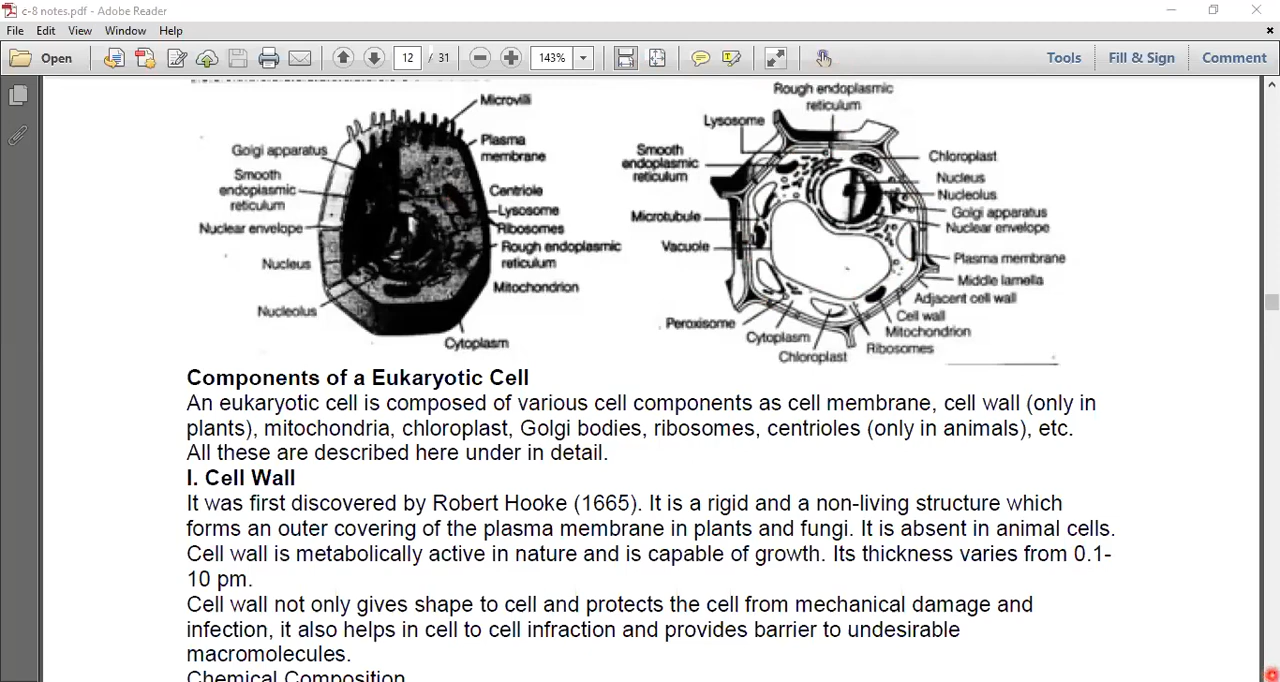 c-8 notes.pdf - Adobe Reader
File Edit View Window Help
Open
12 / 31
143%
Tools Fill & Sign Comment
Microvilli
Plasma
membrane
Golgi apparatus
Smooth
endoplasmic
reticulum
Centriole
Lysosome
Nuclear envelope
Ribosomes
Rough endoplasmic
reticulum
Nucleus
Mitochondrion
Nucleolus
Cytoplasm
Rough endoplasmic
reticulum
Lysosome
Smooth
endoplasmic
reticulum
Chloroplast
Nucleus
Nucleolus
Microtubule
Golgi apparatus
Nuclear envelope
Vacuole
Plasma membrane
Middle lamella
Adjacent cell wall
Cell wall
Peroxisome
Mitochondrion
Cytoplasm
Ribosomes
Chloroplast
Components of a Eukaryotic Cell
An eukaryotic cell is composed of various cell components as cell membrane, cell wall (only in
plants), mitochondria, chloroplast, Golgi bodies, ribosomes, centrioles (only in animals), etc.
All these are described here under in detail.
I. Cell Wall
It was first discovered by Robert Hooke (1665). It is a rigid and a non-living structure which
forms an outer covering of the plasma membrane in plants and fungi. It is absent in animal cells.
Cell wall is metabolically active in nature and is capable of growth. Its thickness varies from 0.1-
10 pm.
Cell wall not only gives shape to cell and protects the cell from mechanical damage and
infection, it also helps in cell to cell infraction and provides barrier to undesirable
macromolecules.
Chemical Composition